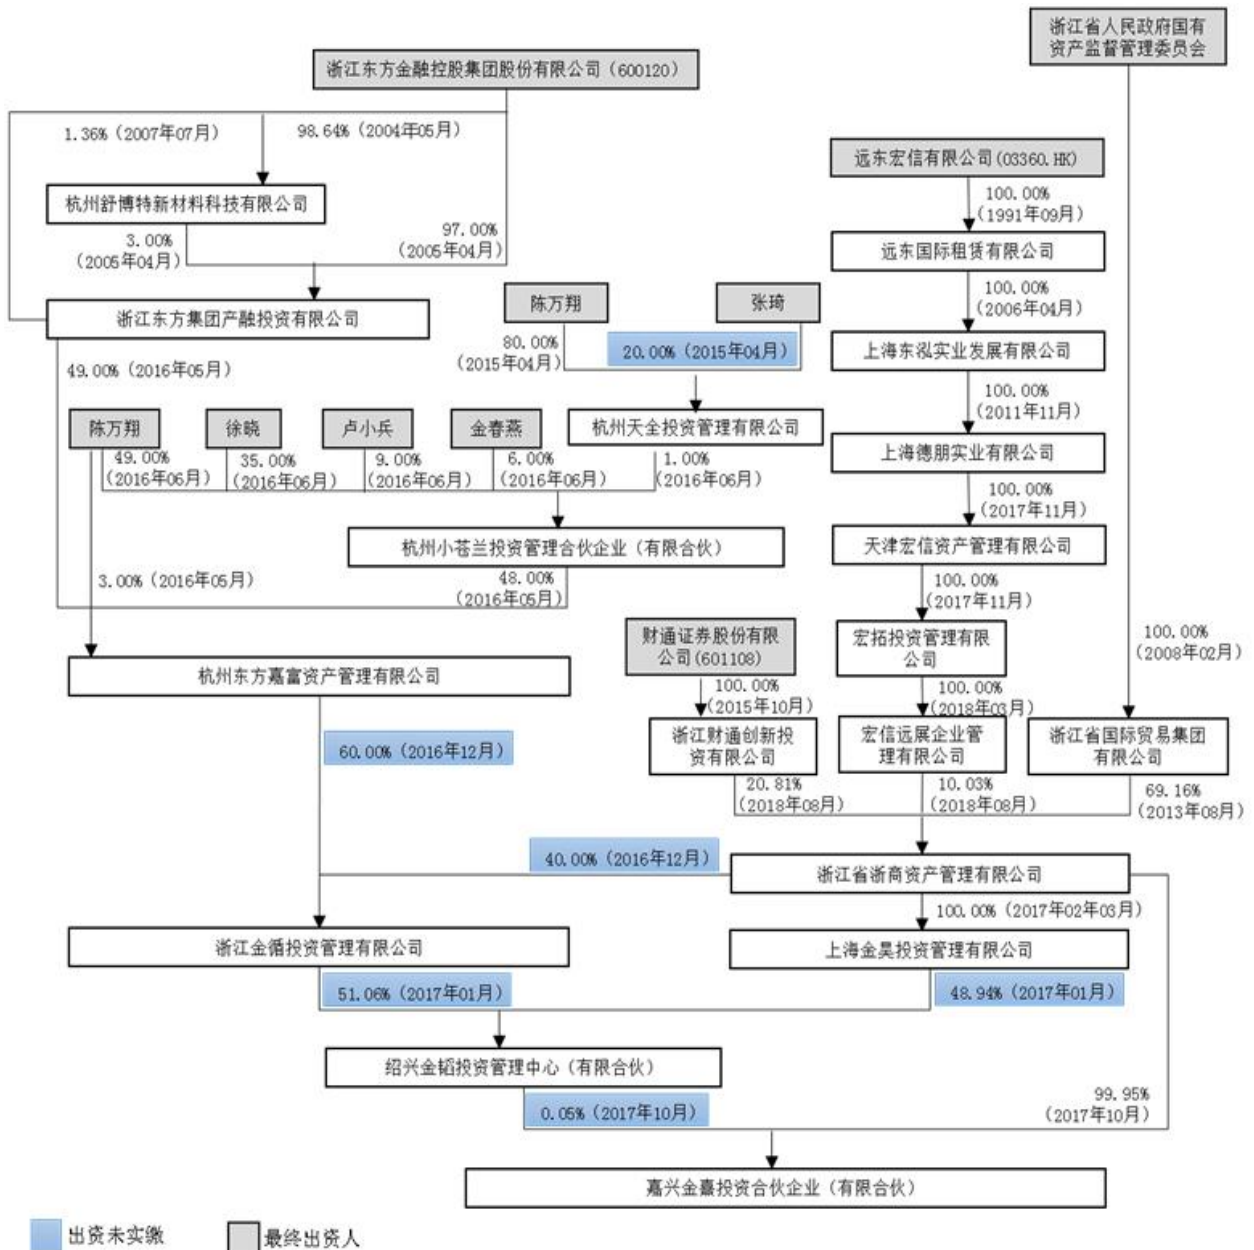 浙江省人民政府国有
资产监督管理委员会
浙江东方金融控股集团股份有限公司（600120）
1.36%（2007年07月）
98.64%（2004年05月）
远东宏信有限公司(03360.HK)
100.00%
(1991年09月)
杭州舒博特新材料科技有限公司
3.00%
(2005年04月)
97.00%
(2005年04月)
远东国际租赁有限公司
100.00%
(2006年04月)
浙江东方集团产融投资有限公司
陈万翔
张琦
80.00%
(2015年04月)
20.00%（2015年04月）
上海东泓实业发展有限公司
49.00%（2016年05月）
100.00%
(2011年11月)
陈万翔
徐晓
卢小兵
金春燕
杭州天全投资管理有限公司
上海德朋实业有限公司
49.00%
(2016年06月)
35.00%
(2016年06月)
9.00%
(2016年06月)
6.00%
(2016年06月)
1.00%
(2016年06月)
100.00%
(2017年11月)
杭州小苍兰投资管理合伙企业（有限合伙）
天津宏信资产管理有限公司
3.00%（2016年05月）
48.00%
(2016年05月)
100.00%
(2017年11月)
财通证券股份有限
公司(601108)
宏拓投资管理有限
公司
100.00%
(2008年02月)
杭州东方嘉富资产管理有限公司
100.00%
(2015年10月)
100.00%
(2018年03月)
60.00%（2016年12月）
浙江财通创新投
资有限公司
宏信远展企业管
理有限公司
浙江省国际贸易集团
有限公司
20.81%
(2018年08月)
10.03%
(2018年08月)
69.16%
(2013年08月)
40.00%（2016年12月）
浙江省浙商资产管理有限公司
100.00%（2017年02年03月）
浙江金循投资管理有限公司
上海金昊投资管理有限公司
51.06%（2017年01月）
48.94%（2017年01月）
绍兴金韬投资管理中心（有限合伙）
0.05%（2017年10月）
99.95%
(2017年10月)
嘉兴金熹投资合伙企业（有限合伙）
出资未实缴
最终出资人